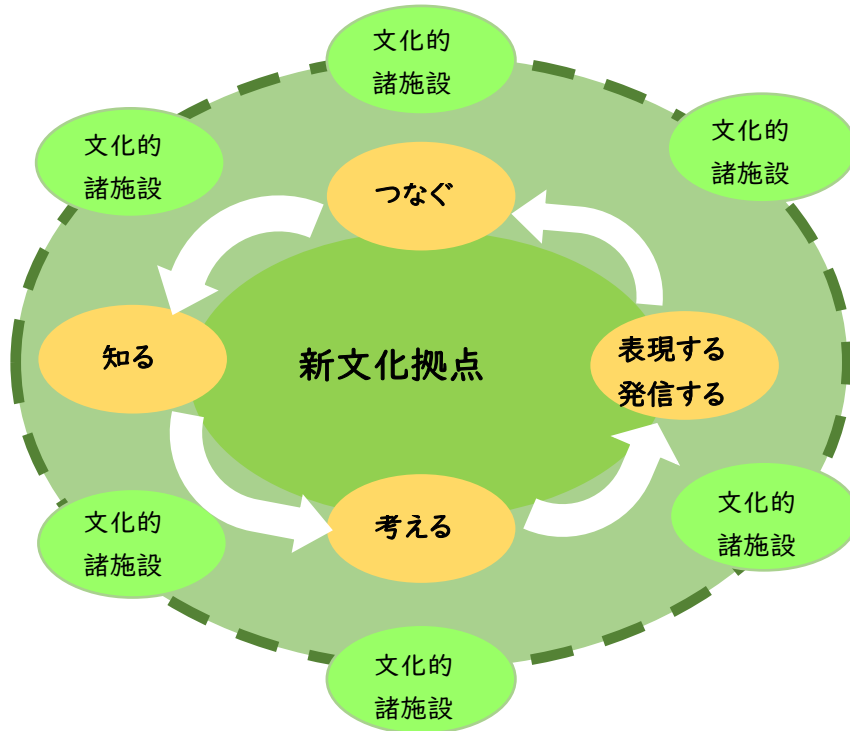 文化的
諸施設
文化的
諸施設
文化的
諸施設
つなぐ
知る
新文化拠点
表現する
発信する
考える
文化的
諸施設
文化的
諸施設
文化的
諸施設